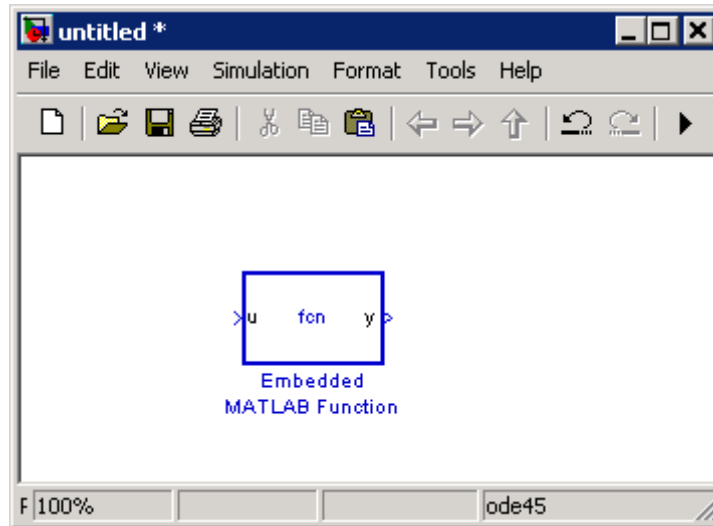 untitled *
File Edit View Simulation Format Tools Help
u fcn y
Embedded
MATLAB Function
F 100% ode45